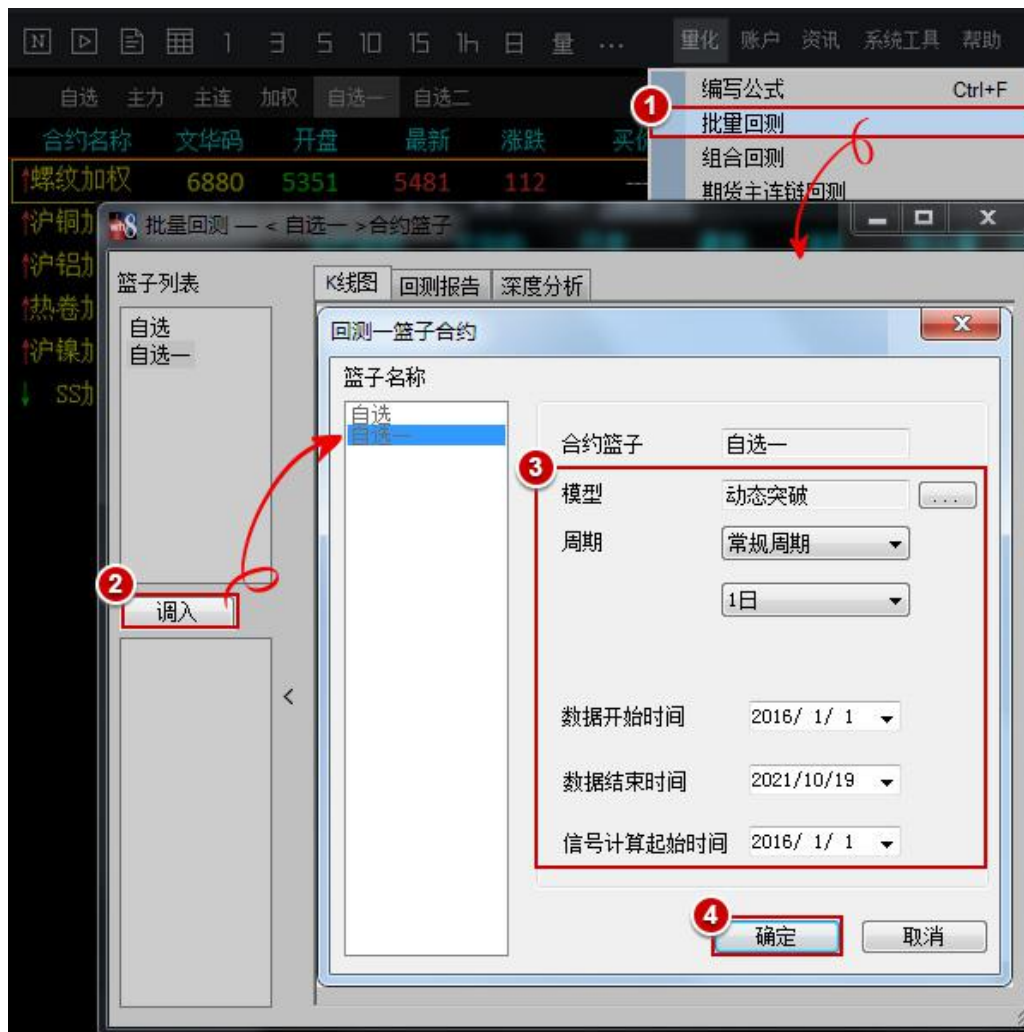 N 1 3 5 10 15 1h 日 量 ... 量化 账户 资讯 系统工具 帮助
自选 主力 主连 加权 自选一 自选二
编写公式 Ctrl+F
1
批量回测
组合回测
期货主连链回测
合约名称 文华码 开盘 最新 涨跌 买价
↑螺纹加权 6880 5351 5481 112 ---
↑沪铜加
↑沪铝加
↑热卷加
↑沪镍加
↓ SS加
wh8 批量回测 — < 自选一 >合约篮子
篮子列表
自选
自选一
2
调入
<
K线图 回测报告 深度分析
回测一篮子合约
篮子名称
自选
自选一
合约篮子 自选一
3
模型 动态突破 ...
周期 常规周期
1日
数据开始时间 2016/ 1/ 1
数据结束时间 2021/10/19
信号计算起始时间 2016/ 1/ 1
4
确定 取消